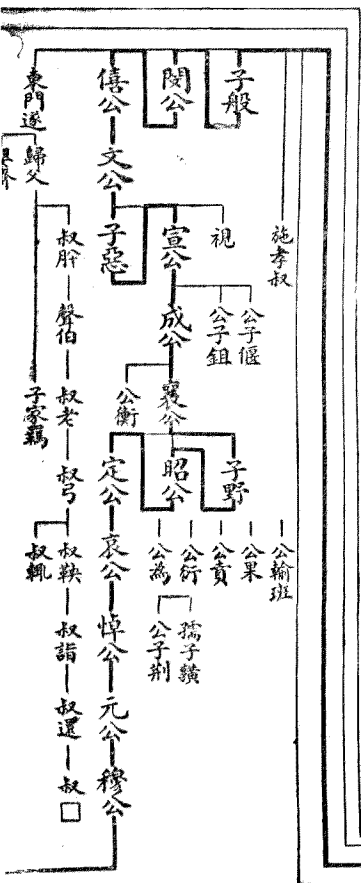 子般
閔公
僖公
東門遂
歸父
文公
子惡
宣公
視
施孝叔
叔肸
聲伯
成公
公子鉏
公子偃
公衡
襄公
子家羈
叔老
叔弓
定公
昭公
子野
叔輒
叔鞅
哀公
公為
公衍
公賁
公果
公輸班
叔詣
悼公
公子荆
孺子𪏆
叔還
元公
叔□
穆公